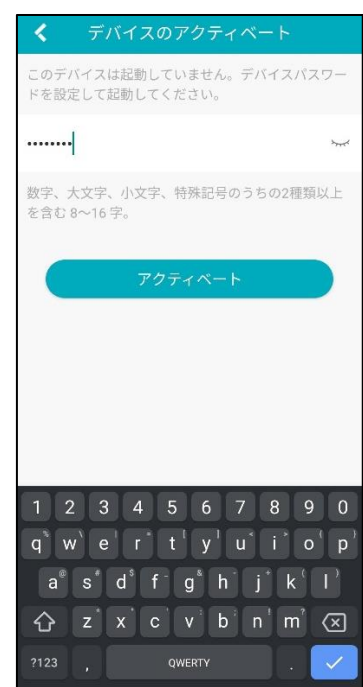 デバイスのアクティベート
このデバイスは起動していません。デバイスパスワー
ドを設定して起動してください。
••••••••
数字、大文字、小文字、特殊記号のうちの2種類以上
を含む 8～16 字。
アクティベート
1 2 3 4 5 6 7 8 9 0
q w e r t y u i o p
a s d f g h j k l
z x c v b n m
?123 , QWERTY .